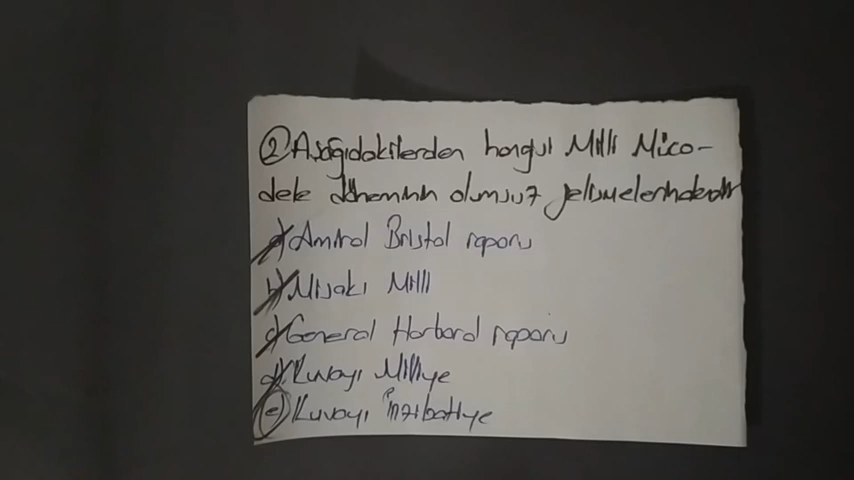 2) Aşağıdakilerden hangisi Milli Müca-
dele döneminin olumsuz gelişmelerindendir
a) Amiral Bristol raporu
b) Misakı Milli
c) General Harbord raporu
d) Kuvayı Milliye
e) Kuvayı İnzibatiye